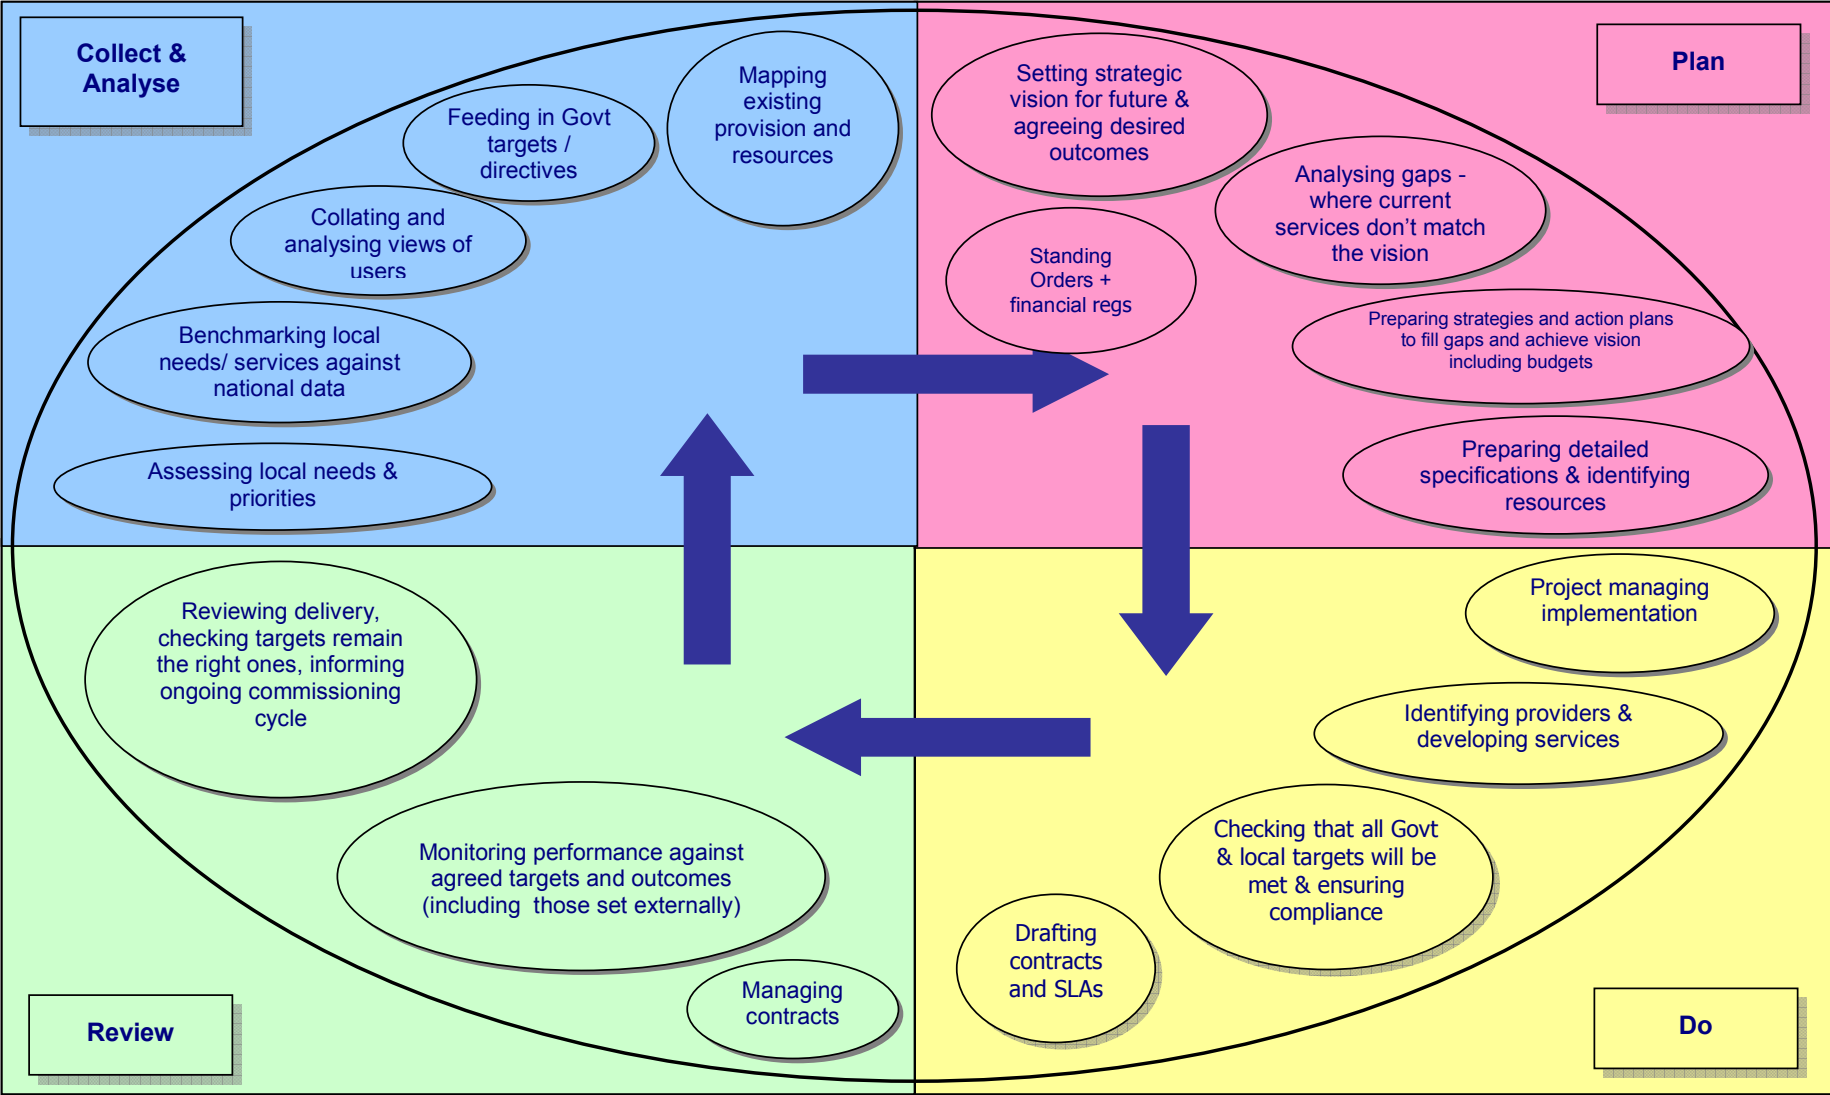 Collect &
Analyse
Mapping
existing
provision and
resources
Feeding in Govt
targets /
directives
Collating and
analysing views of
users
Benchmarking local
needs/ services against
national data
Assessing local needs &
priorities
Plan
Setting strategic
vision for future &
agreeing desired
outcomes
Analysing gaps -
where current
services don’t match
the vision
Standing
Orders +
financial regs
Preparing strategies and action plans
to fill gaps and achieve vision
including budgets
Preparing detailed
specifications & identifying
resources
Project managing
implementation
Identifying providers &
developing services
Checking that all Govt
& local targets will be
met & ensuring
compliance
Drafting
contracts
and SLAs
Do
Reviewing delivery,
checking targets remain
the right ones, informing
ongoing commissioning
cycle
Monitoring performance against
agreed targets and outcomes
(including  those set externally)
Managing
contracts
Review